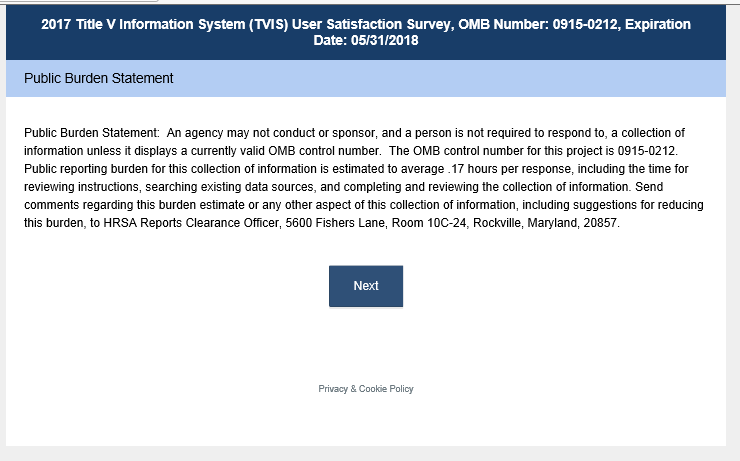 2017 Title V Information System (TVIS) User Satisfaction Survey, OMB Number: 0915-0212, Expiration
Date: 05/31/2018
Public Burden Statement
Public Burden Statement:  An agency may not conduct or sponsor, and a person is not required to respond to, a collection of
information unless it displays a currently valid OMB control number.  The OMB control number for this project is 0915-0212.
Public reporting burden for this collection of information is estimated to average .17 hours per response, including the time for
reviewing instructions, searching existing data sources, and completing and reviewing the collection of information. Send
comments regarding this burden estimate or any other aspect of this collection of information, including suggestions for reducing
this burden, to HRSA Reports Clearance Officer, 5600 Fishers Lane, Room 10C-24, Rockville, Maryland, 20857.
Next
Privacy & Cookie Policy